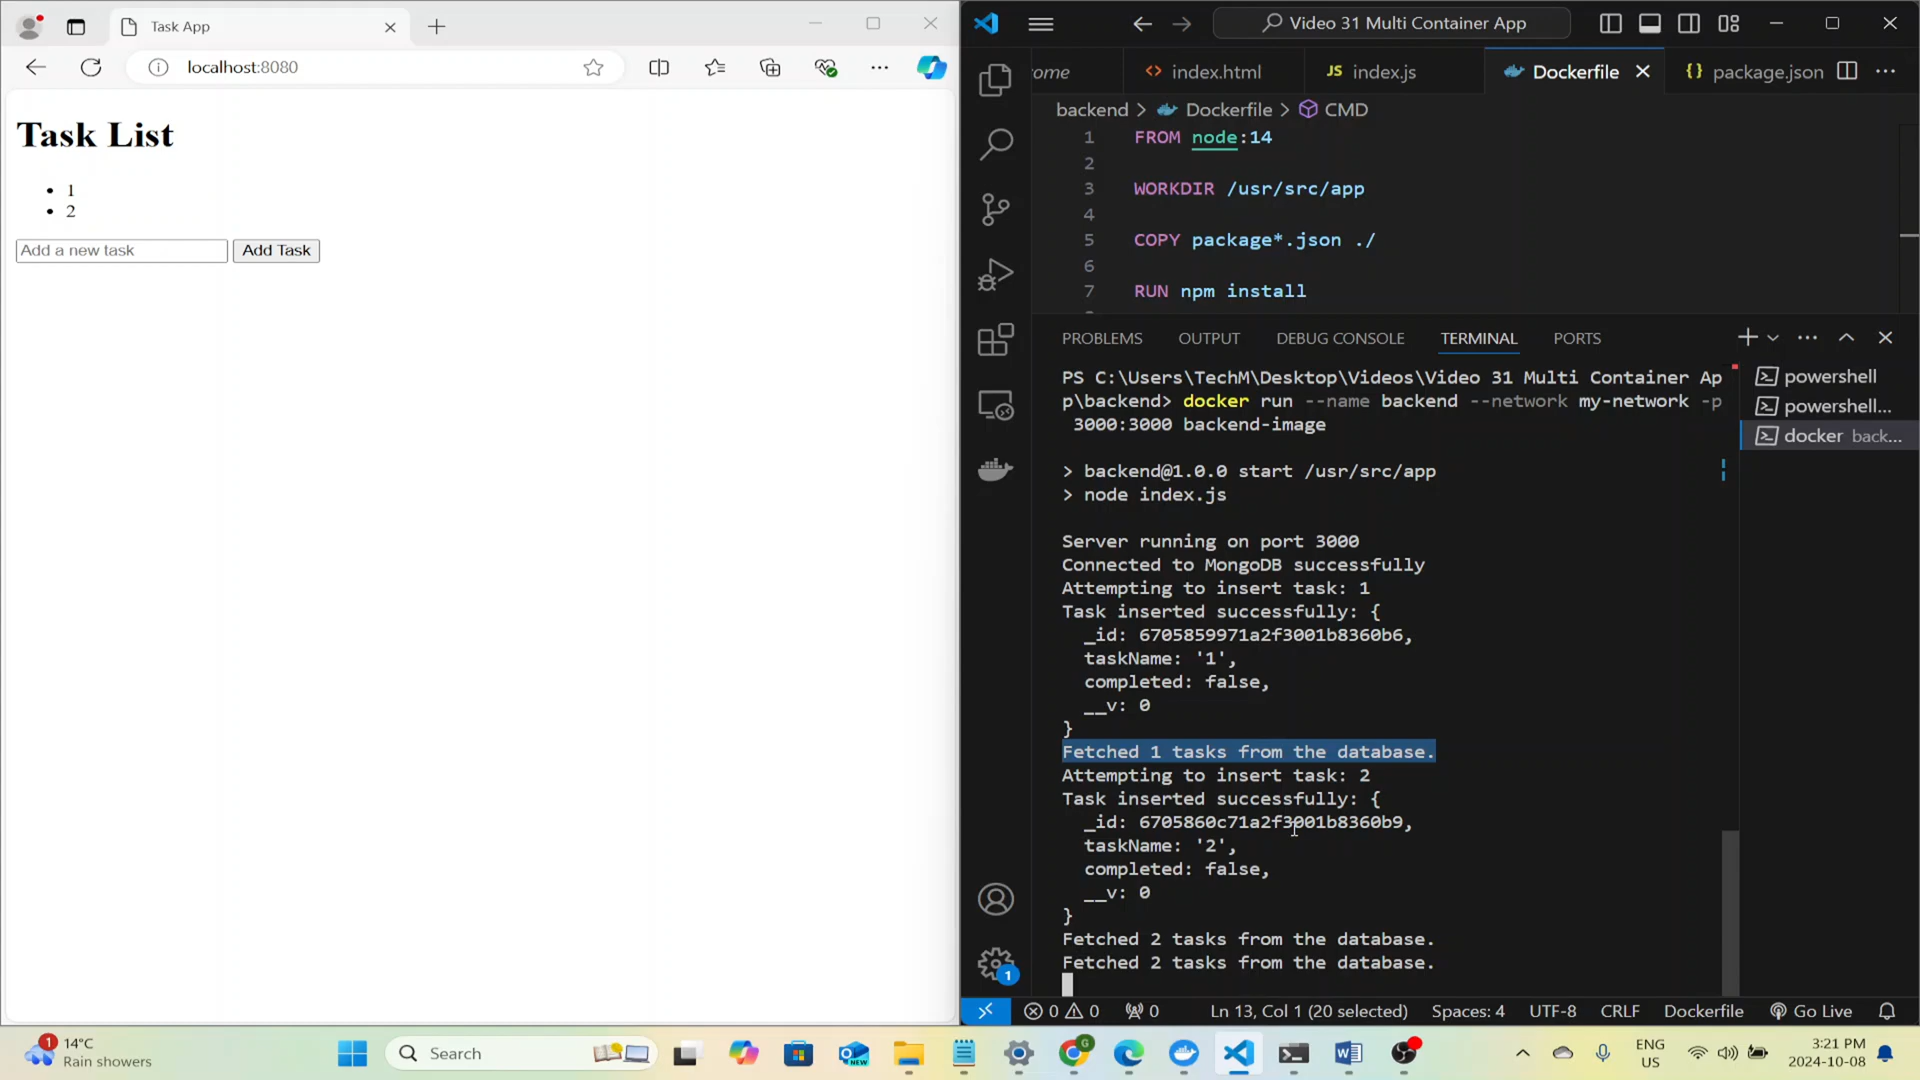 Task App
localhost:8080
Task List
1
2
Add a new task
Add Task
Video 31 Multi Container App
ome
index.html
JS index.js
Dockerfile
{} package.json
backend > Dockerfile > CMD
1 FROM node:14
2
3 WORKDIR /usr/src/app
4
5 COPY package*.json ./
6
7 RUN npm install
PROBLEMS OUTPUT DEBUG CONSOLE TERMINAL PORTS
PS C:\Users\TechM\Desktop\Videos\Video 31 Multi Container Ap
p\backend> docker run --name backend --network my-network -p
3000:3000 backend-image
> backend@1.0.0 start /usr/src/app
> node index.js
Server running on port 3000
Connected to MongoDB successfully
Attempting to insert task: 1
Task inserted successfully: {
_id: 6705859971a2f3001b8360b6,
taskName: '1',
completed: false,
__v: 0
}
Fetched 1 tasks from the database.
Attempting to insert task: 2
Task inserted successfully: {
_id: 6705860c71a2f3001b8360b9,
taskName: '2',
completed: false,
__v: 0
}
Fetched 2 tasks from the database.
Fetched 2 tasks from the database.
powershell
powershell...
docker back...
1
0 0 0 Ln 13, Col 1 (20 selected) Spaces: 4 UTF-8 CRLF Dockerfile Go Live
1
14°C
Rain showers
Search
NEW
G
ENG
US
3:21 PM
2024-10-08